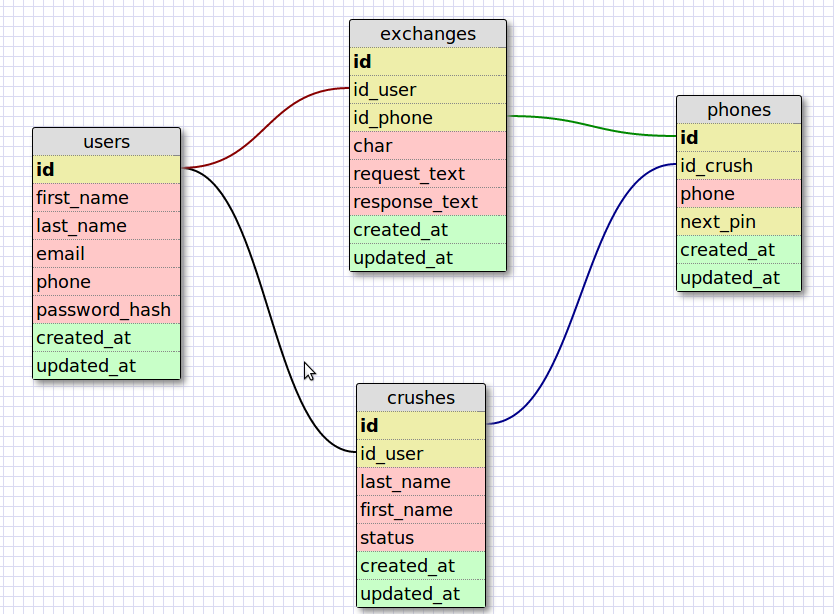 users
id
first_name
last_name
email
phone
password_hash
created_at
updated_at
exchanges
id
id_user
id_phone
char
request_text
response_text
created_at
updated_at
crushes
id
id_user
last_name
first_name
status
created_at
updated_at
phones
id
id_crush
phone
next_pin
created_at
updated_at